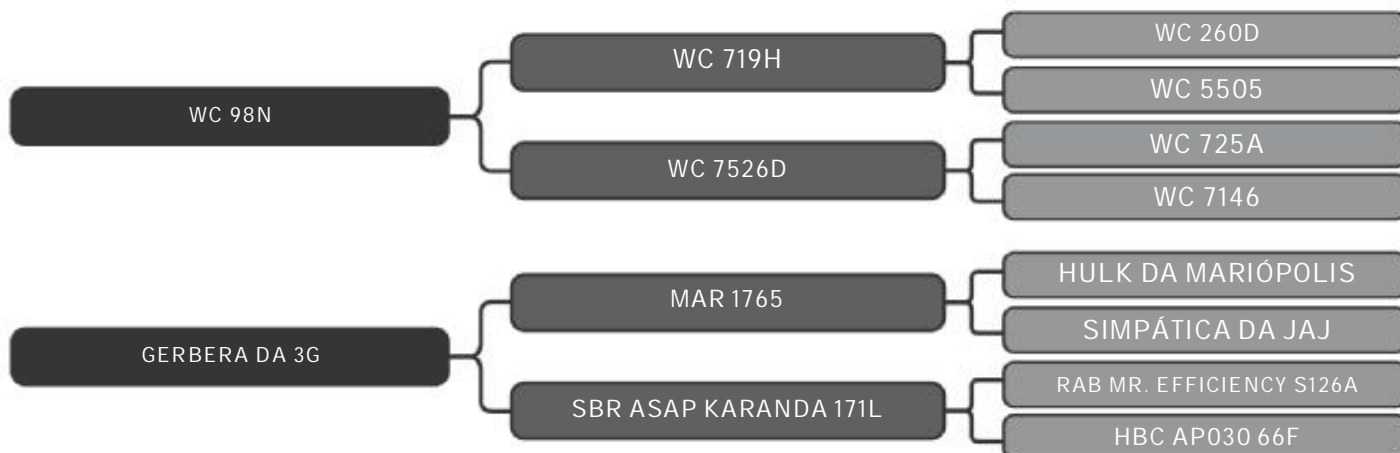 WC 98N
WC 719H
WC 260D
WC 5505
WC 7526D
WC 725A
WC 7146
GERBERA DA 3G
MAR 1765
HULK DA MARIÓPOLIS
SIMPÁTICA DA JAJ
SBR ASAP KARANDA 171L
RAB MR. EFFICIENCY S126A
HBC AP030 66F